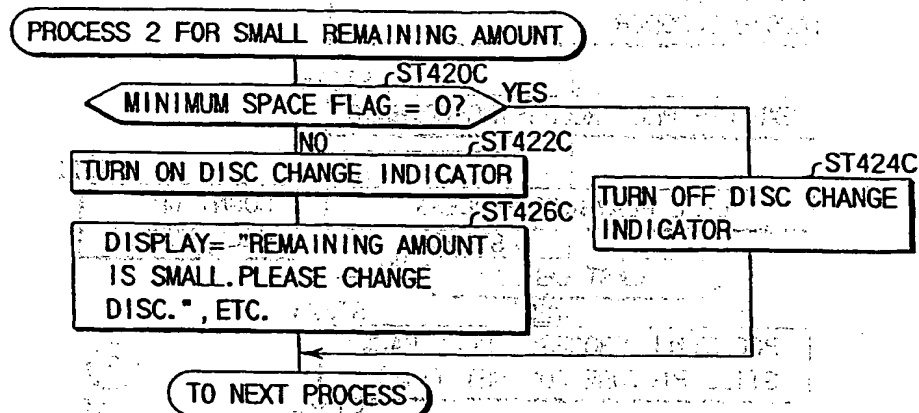 PROCESS 2 FOR SMALL REMAINING AMOUNT
ST420C
MINIMUM SPACE FLAG = 0?
YES
NO
ST422C
TURN ON DISC CHANGE INDICATOR
ST424C
TURN OFF DISC CHANGE
INDICATOR
ST426C
DISPLAY= "REMAINING AMOUNT
IS SMALL.PLEASE CHANGE
DISC.", ETC.
TO NEXT PROCESS